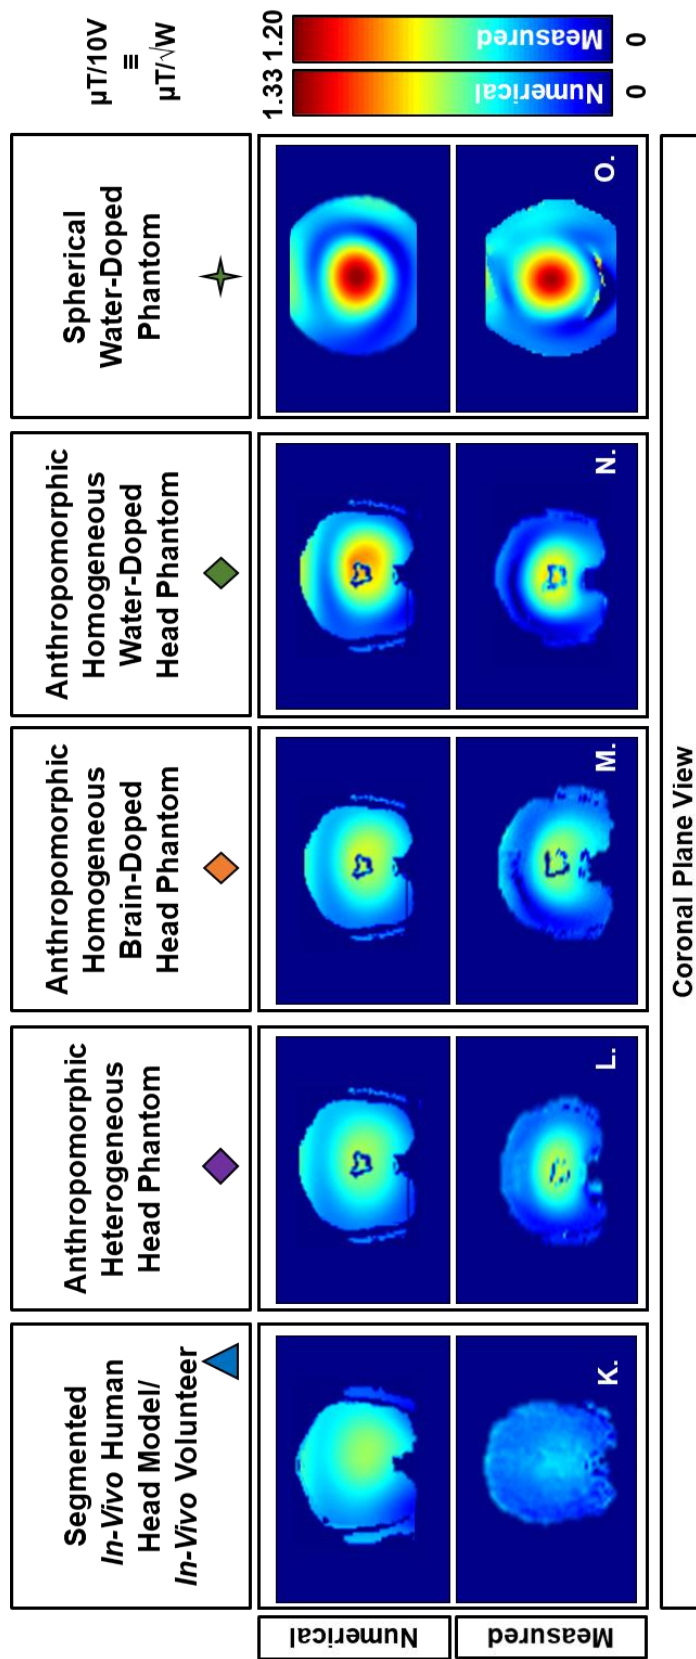 Segmented
In-Vivo Human
Head Model/
In-Vivo Volunteer
Anthropomorphic
Heterogeneous
Head Phantom
Anthropomorphic
Homogeneous
Brain-Doped
Head Phantom
Anthropomorphic
Homogeneous
Water-Doped
Head Phantom
Spherical
Water-Doped
Phantom
µT/10V
≡
µT/√W
Numerical
Measured
K.
L.
M.
N.
O.
1.33 1.20
Numerical
Measured
0
0
Coronal Plane View